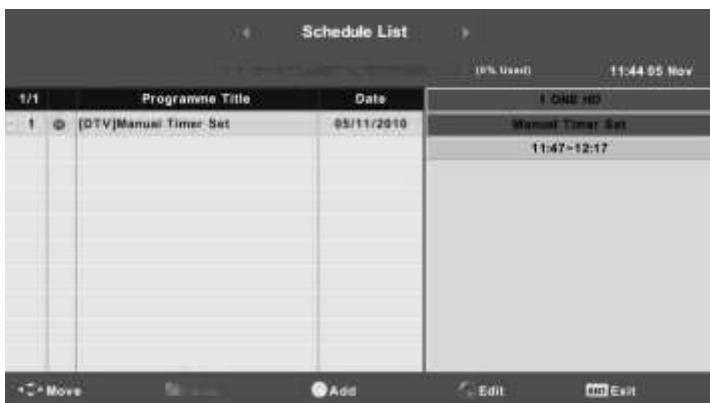 Schedule List
(0% Used) 11:44 05 Nov
1/1 Programme Title Date 1 ONE HD
1 [DTV]Manual Timer Set 05/11/2010 Manual Timer Set
11:47~12:17
Move Add Edit EXIT Exit